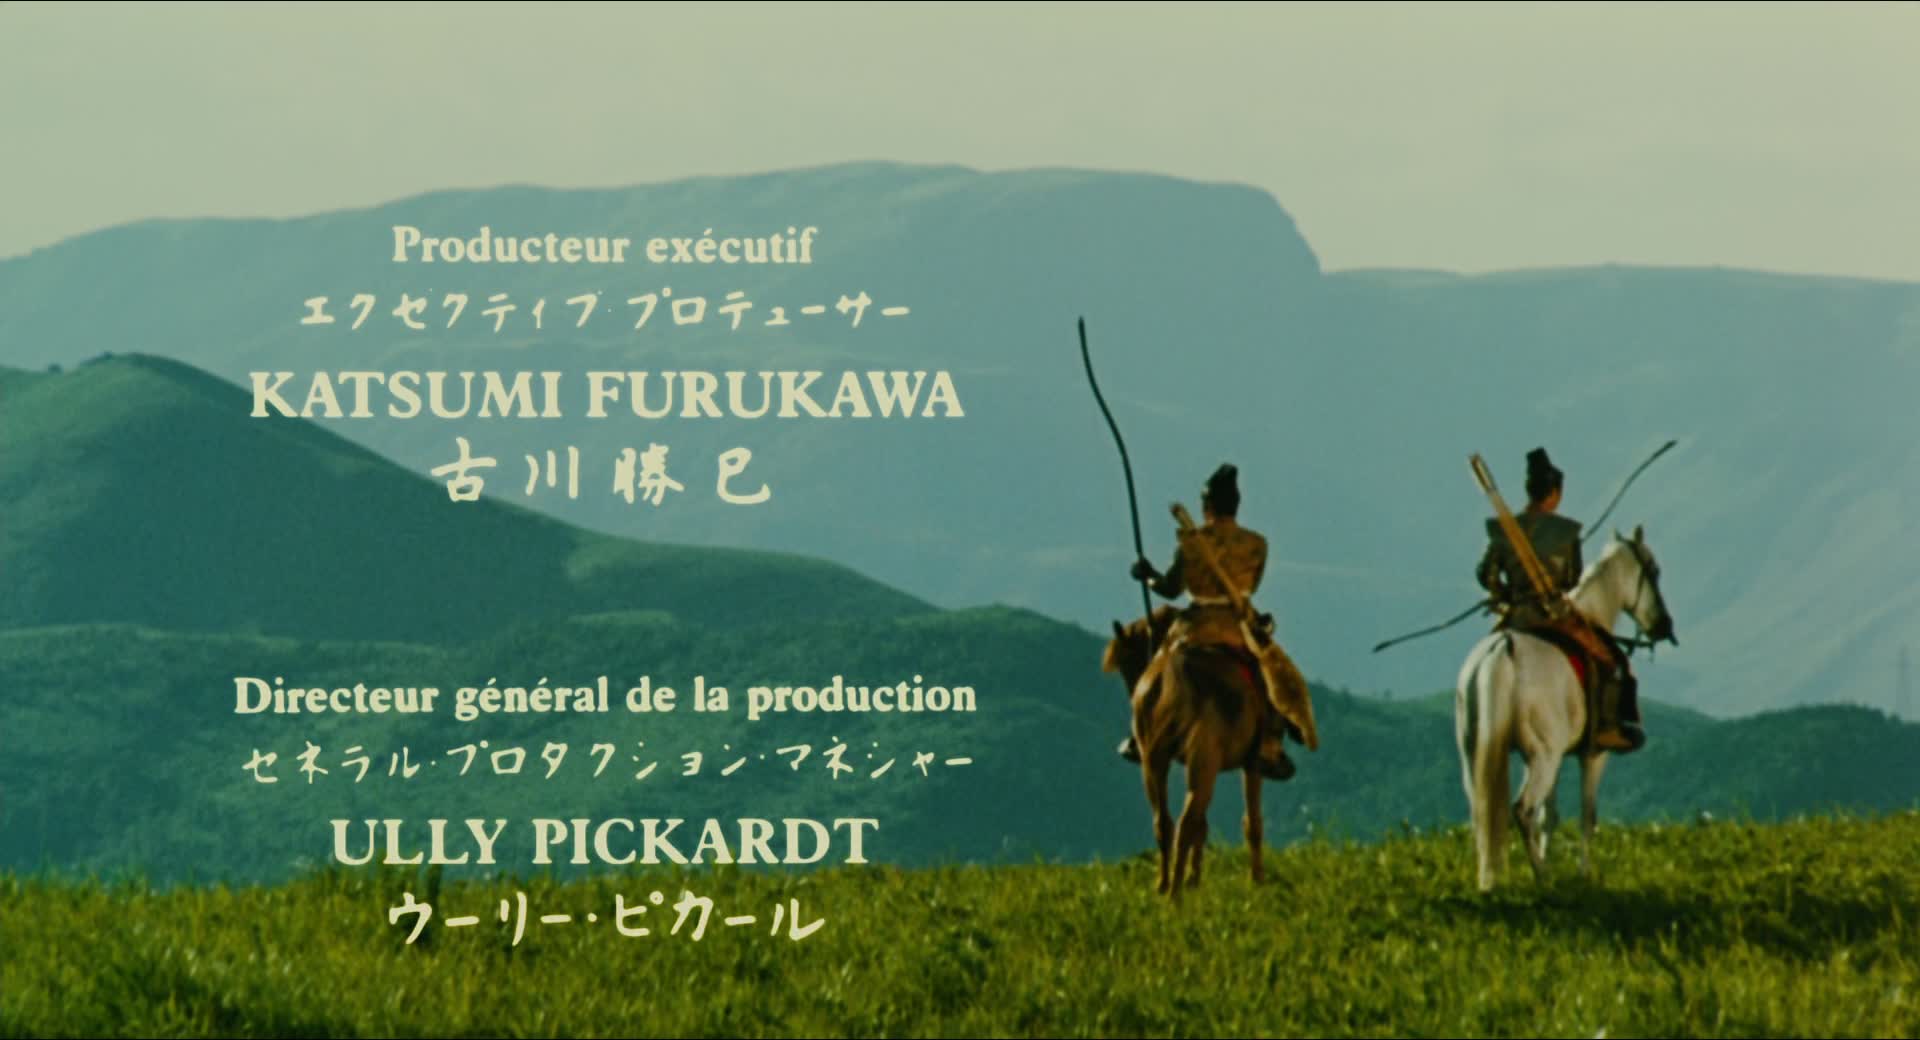 Producteur exécutif
エクゼクティブ・プロデューサー
KATSUMI FURUKAWA
古川勝巳
Directeur général de la production
ゼネラル・プロダクション・マネジャー
ULLY PICKARDT
ウーリー・ピカール